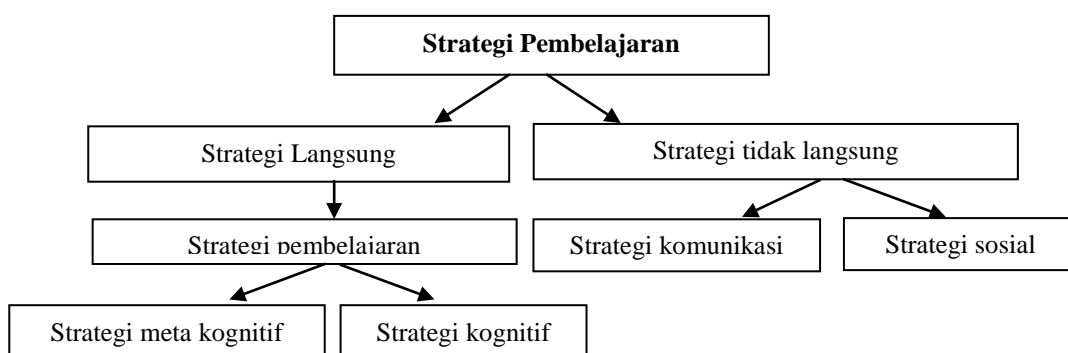 Strategi Pembelajaran
Strategi Langsung
Strategi tidak langsung
Strategi pembelajaran
Strategi komunikasi
Strategi sosial
Strategi meta kognitif
Strategi kognitif